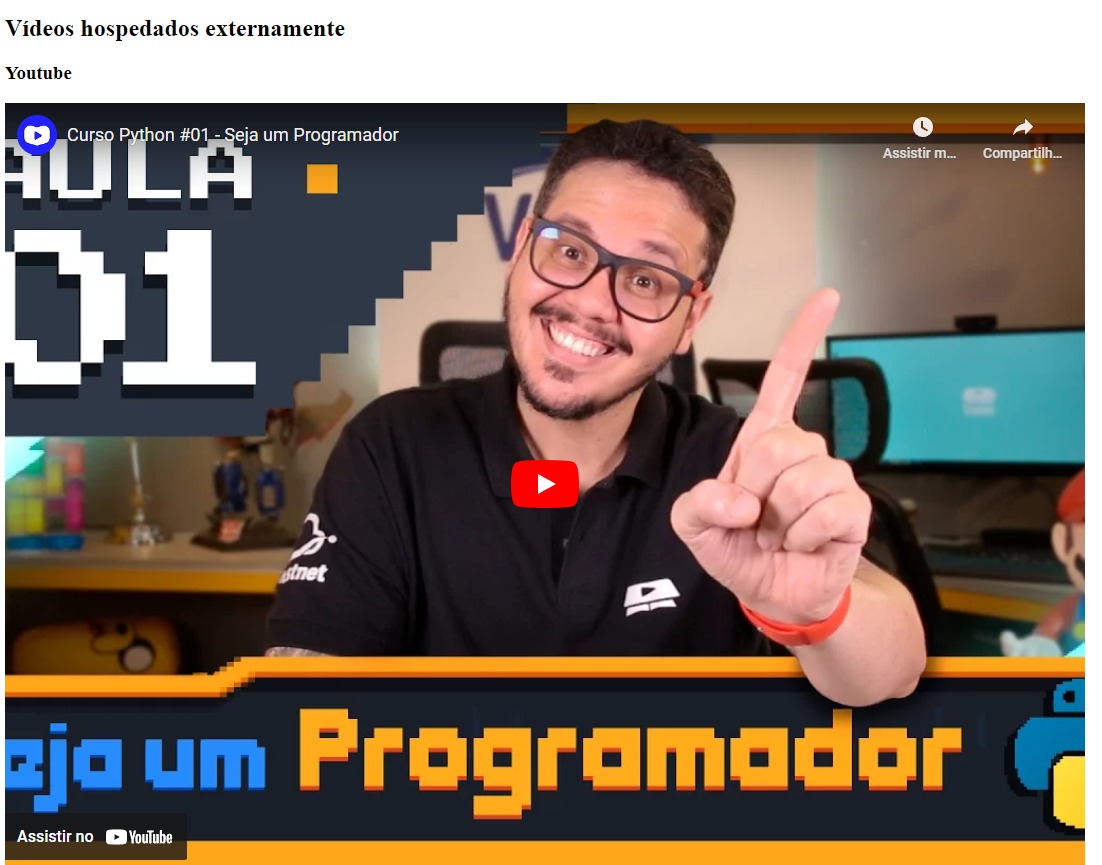 Vídeos hospedados externamente
Youtube
Curso Python #01 - Seja um Programador
Assistir m...
Compartilh...
AULA
01
stnet
eja um Programador
Assistir no YouTube